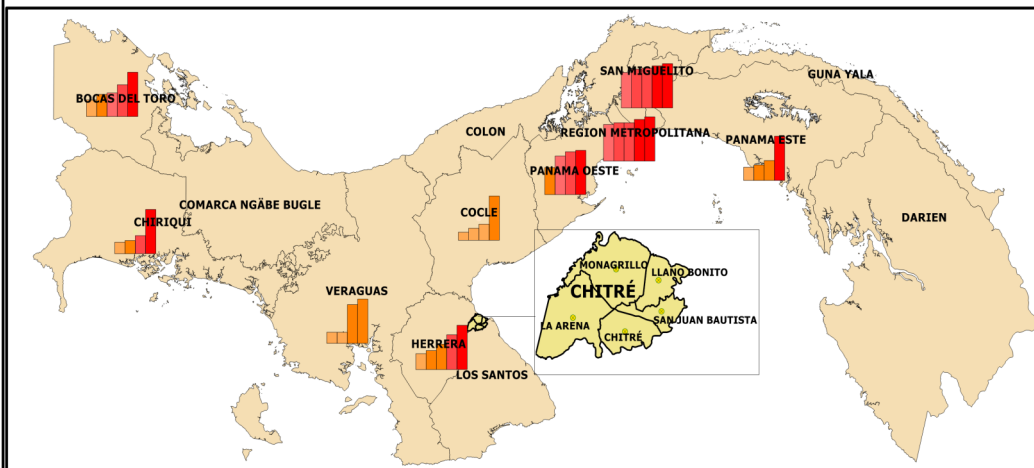 SAN MIGUELITO
GUNA YALA
BOCAS DEL TORO
COLON
REGION METROPOLITANA
PANAMA ESTE
PANAMA OESTE
COMARCA NGÄBE BUGLE
COCLE
CHIRIQUI
DARIEN
MONAGRILLO
LLANO BONITO
CHITRÉ
VERAGUAS
SAN JUAN BAUTISTA
LA ARENA
CHITRÉ
HERRERA
LOS SANTOS